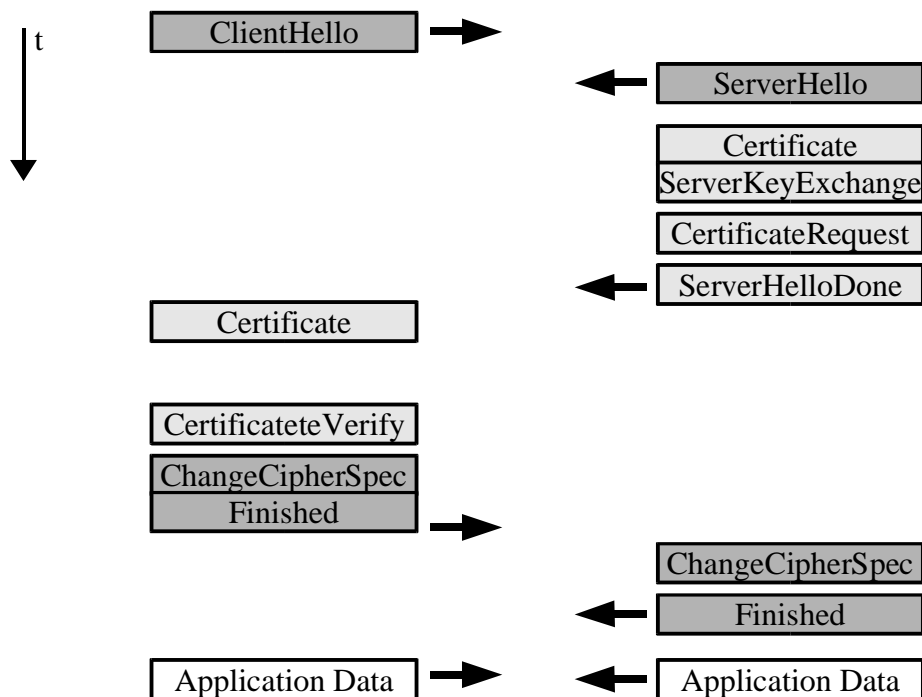 t
ClientHello
ServerHello
Certificate
ServerKeyExchange
CertificateRequest
ServerHelloDone
Certificate
CertificateteVerify
ChangeCipherSpec
Finished
ChangeCipherSpec
Finished
Application Data
Application Data